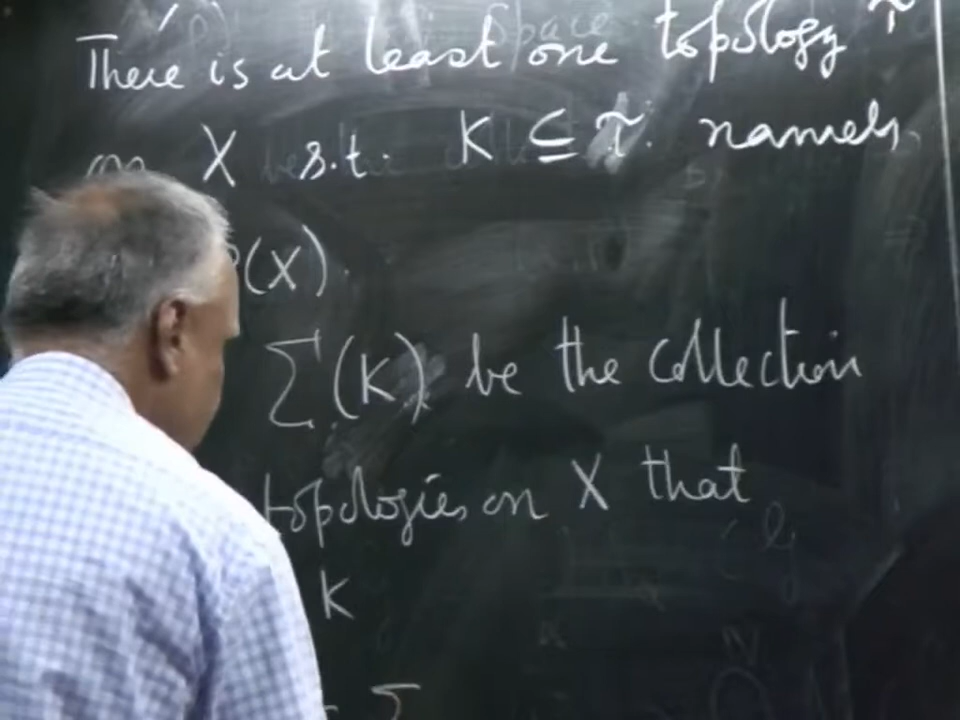 There is at least one topology τ
on X s.t. K ⊆ τ. namely
P(X).
Σ(K) be the collection
topologies on X that
K
Σ